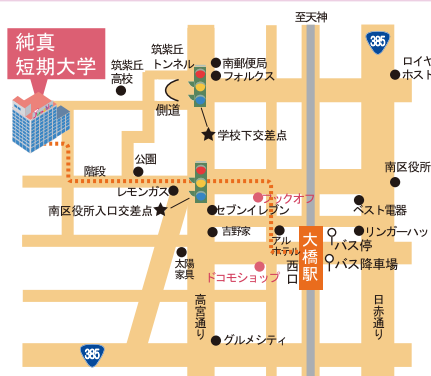 至天神
385
純真
短期大学
筑紫丘
トンネル
南郵便局
フォルクス
ロイヤ
ホスト
筑紫丘
高校
側道
学校下交差点
公園
階段
南区役所
レモンガス
ブックオフ
南区役所入口交差点
セブンイレブン
ベスト電器
吉野家
アル
ホテル
大橋駅
西口
バス停
リンガーハッ
太陽
家具
ドコモショップ
バス降車場
高宮通り
日赤通り
グルメシティ
385